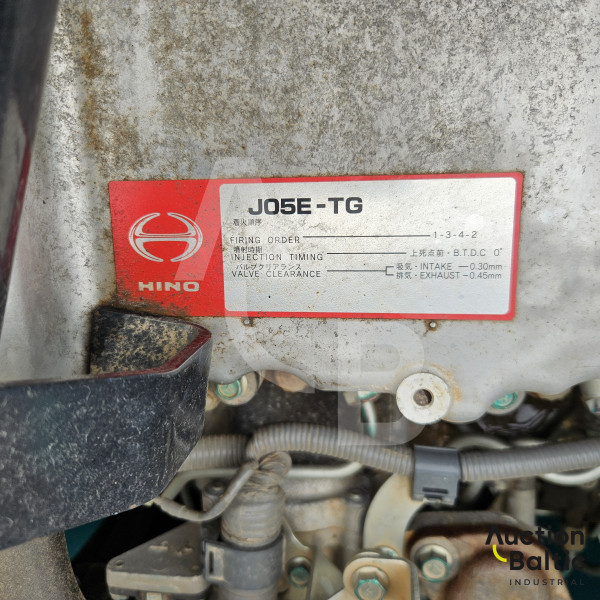 J05E-TG
着火順序
FIRING ORDER 1-3-4-2
噴射時期
INJECTION TIMING 上死点前・B.T.D.C 0°
バルブクリアランス
VALVE CLEARANCE
吸気・INTAKE 0.30mm
排気・EXHAUST 0.45mm
HINO
Auction
Baltic
INDUSTRIAL